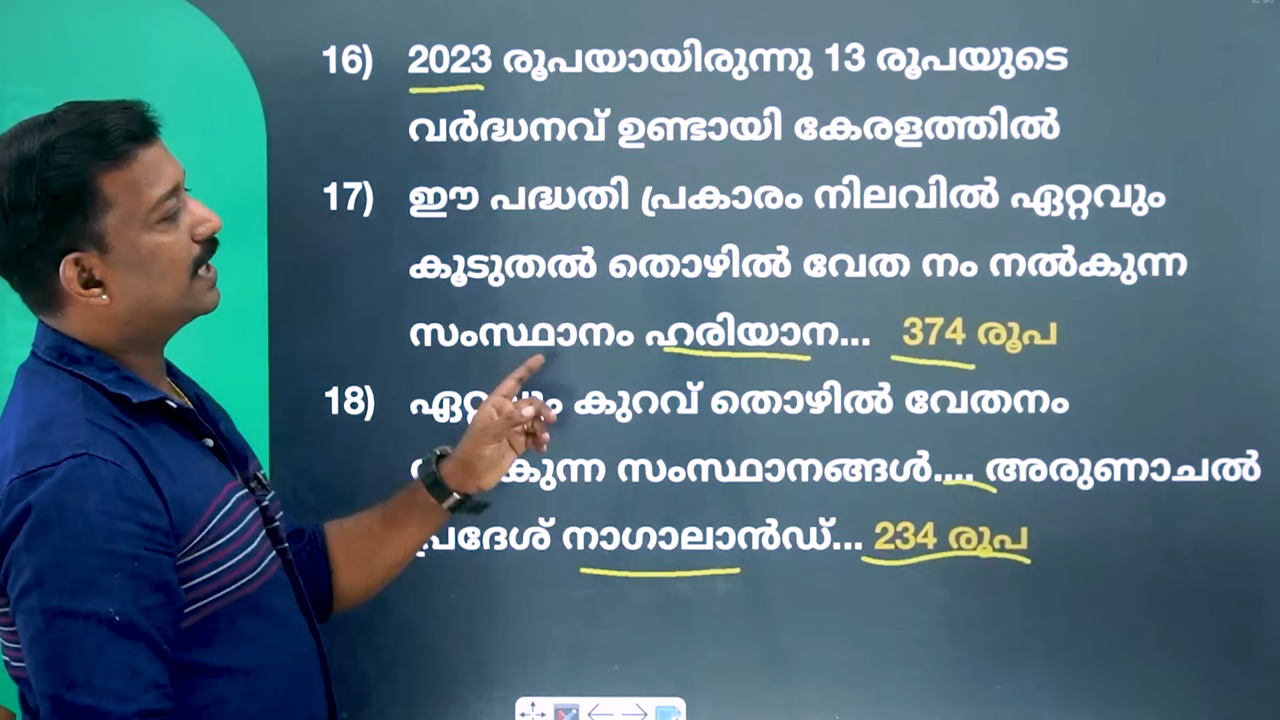 16) 2023 രൂപയായിരുന്നു 13 രൂപയുടെ
വർദ്ധനവ് ഉണ്ടായി കേരളത്തിൽ
17) ഈ പദ്ധതി പ്രകാരം നിലവിൽ ഏറ്റവും
കൂടുതൽ തൊഴിൽ വേത നം നൽകുന്ന
സംസ്ഥാനം ഹരിയാന... 374 രൂപ
18) കുറവ് തൊഴിൽ വേതനം
സംസ്ഥാനങ്ങൾ.... അരുണാചൽ
പ്രദേശ് നാഗാലാൻഡ്... 234 രൂപ